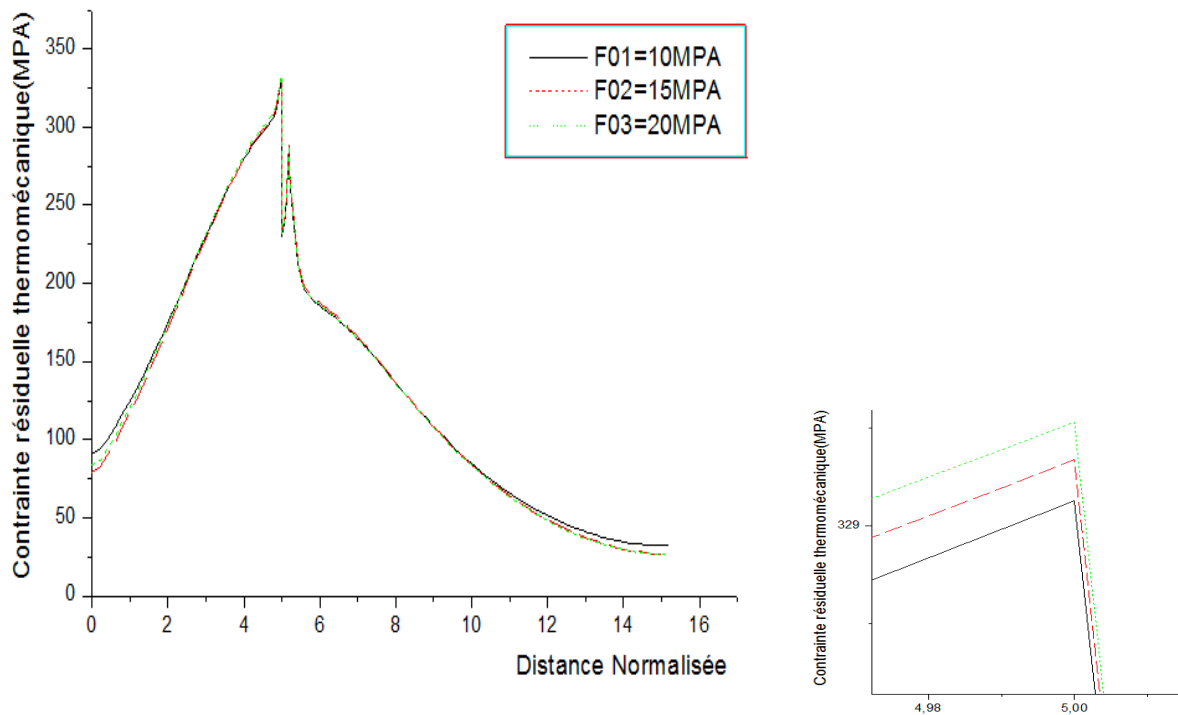 Contrainte résiduelle thermomécanique(MPA)
350
300
250
200
150
100
50
0
0 2 4 6 8 10 12 14 16
Distance Normalisée
F01=10MPA
F02=15MPA
F03=20MPA
Contrainte résiduelle thermomécanique(MPA)
329
4,98 5,00